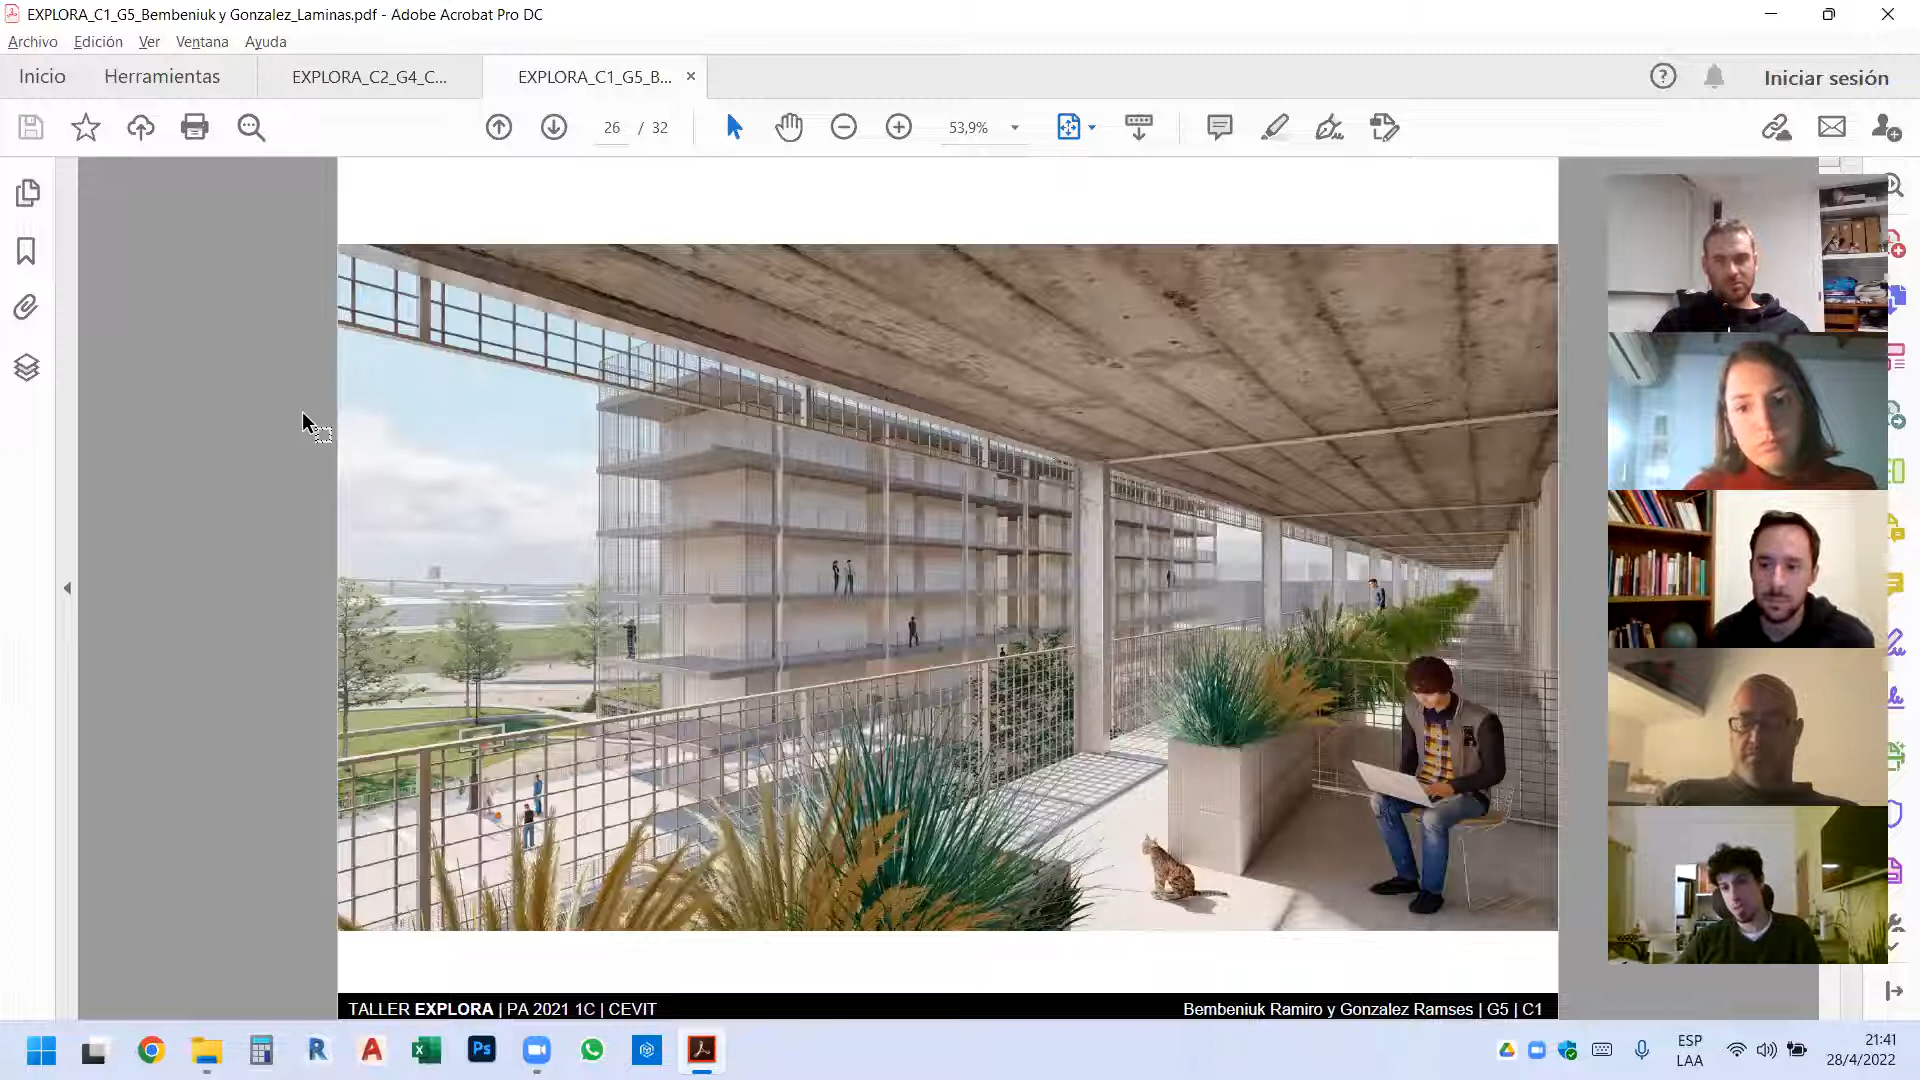 EXPLORA_C1_G5_Bembeniuk y Gonzalez_Laminas.pdf - Adobe Acrobat Pro DC
Archivo Edición Ver Ventana Ayuda
Inicio Herramientas EXPLORA_C2_G4_C... EXPLORA_C1_G5_B... Iniciar sesión
26 / 32 53,9%
TALLER EXPLORA | PA 2021 1C | CEVIT Bembeniuk Ramiro y Gonzalez Ramses | G5 | C1
ESP 21:41
LAA 28/4/2022